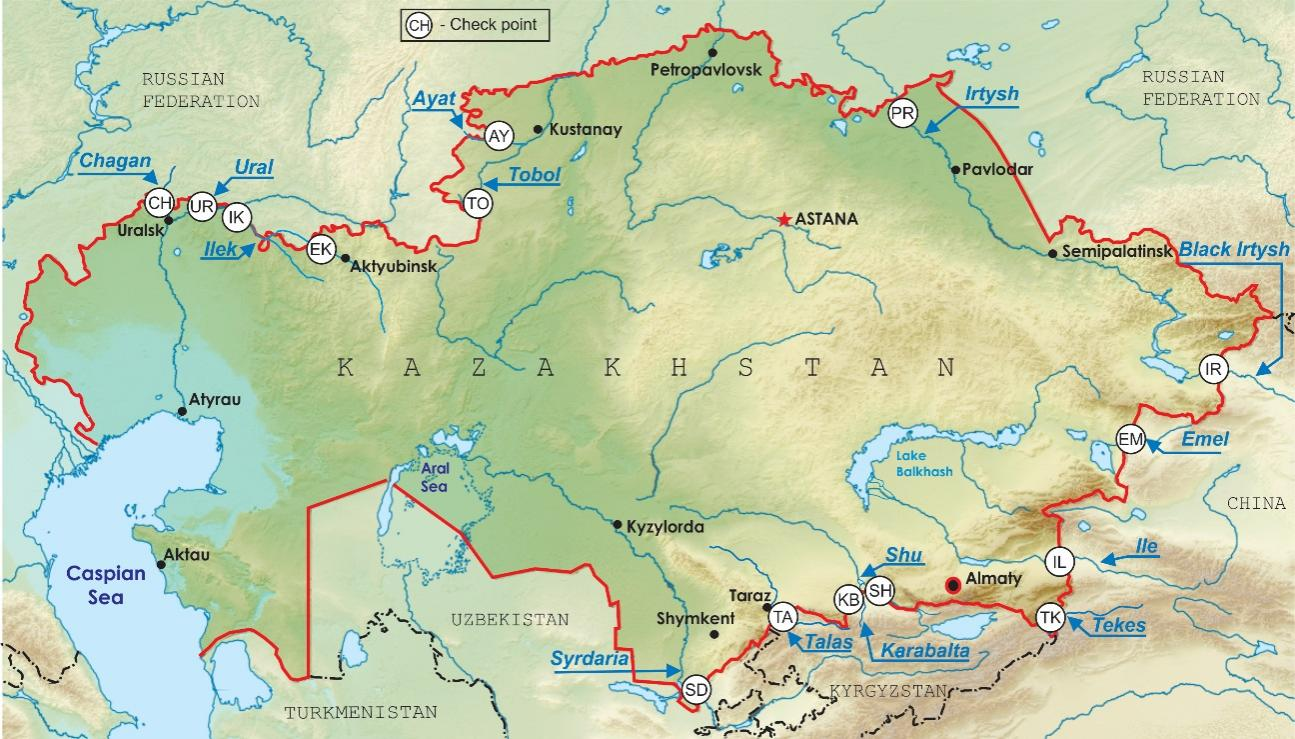 CH - Check point
Petropavlovsk
RUSSIAN
FEDERATION
RUSSIAN
FEDERATION
Ayat
Irtysh
PR
AY
Kustanay
Chagan
Ural
Tobol
Pavlodar
CH
UR
IK
TO
ASTANA
Uralsk
Ilek
EK
Aktyubinsk
Semipalatinsk
Black Irtysh
KAZAKHSTAN
IR
Atyrau
EM
Emel
Lake
Balkhash
Aral
Sea
CHINA
Kyzylorda
Aktau
Shu
Ile
IL
Caspian
Sea
Almaty
Taraz
KB
SH
UZBEKISTAN
Shymkent
TA
TK
Tekes
Talas
Karabalta
Syrdaria
SD
KYRGYZSTAN
TURKMENISTAN